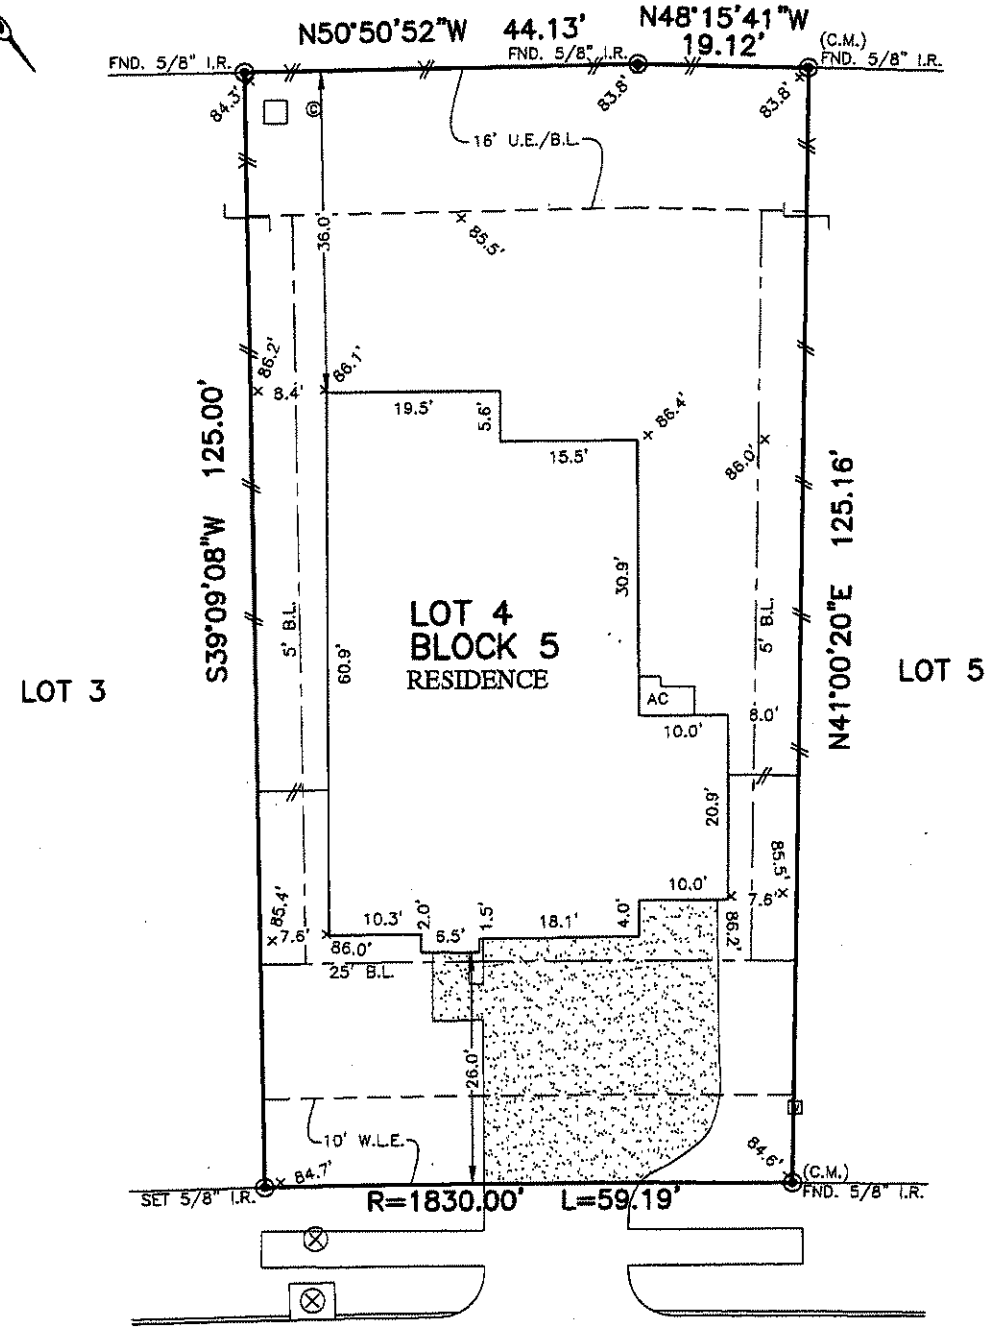 N50°50'52"W 44.13'
N48°15'41"W
19.12'
(C.M.)
FND. 5/8" I.R.
FND. 5/8" I.R.
FND. 5/8" I.R.
84.3'
©
83.8'
83.8'
16' U.E./B.L.
36.0'
85.5'
86.2'
86.1'
8.4'
19.5'
5.6'
86.4'
15.5'
86.0'
S39°09'08"W 125.00'
N41°00'20"E 125.16'
30.9'
5' B.L.
5' B.L.
LOT 4
BLOCK 5
RESIDENCE
60.9'
LOT 3
LOT 5
AC
10.0'
8.0'
20.9'
85.5'
85.4'
7.6'
10.3'
2.0'
6.5'
1.5'
18.1'
4.0'
10.0'
7.6'
86.2'
86.0'
25' B.L.
26.0'
10' W.L.E.
84.7'
84.6'
(C.M.)
SET 5/8" I.R.
FND. 5/8" I.R.
R=1830.00' L=59.19'